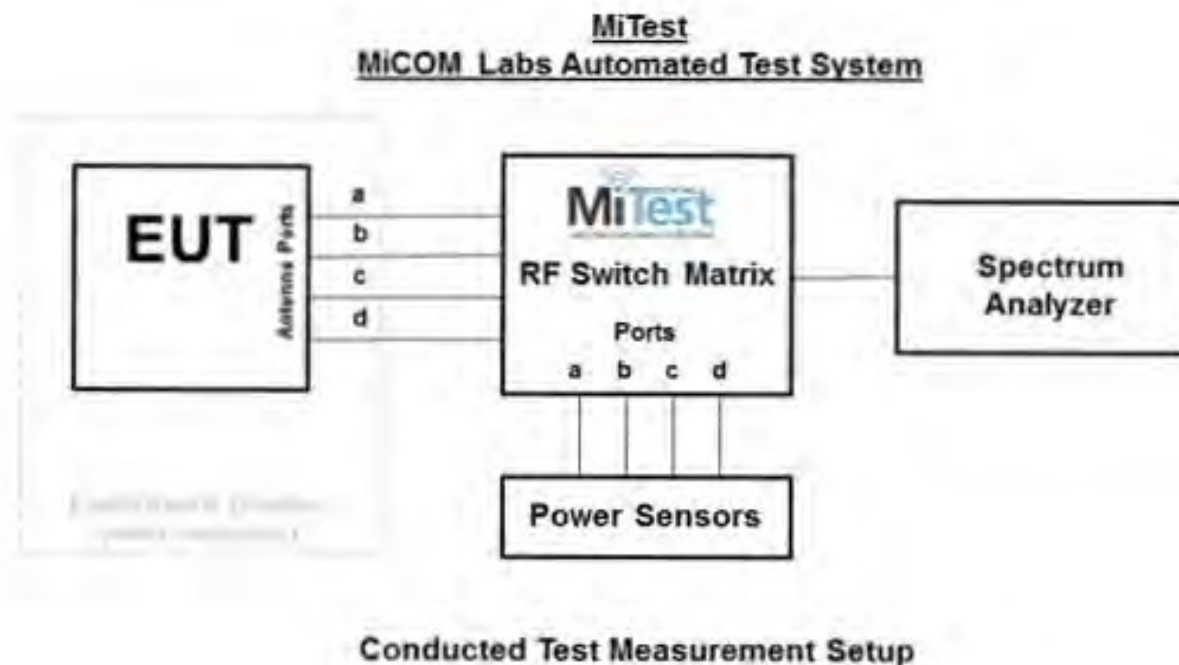 MiTest
MiCOM Labs Automated Test System
EUT
Antenna Ports
a
b
c
d
MiTest
RF Switch Matrix
Ports
a b c d
Spectrum
Analyzer
Power Sensors
Conducted Test Measurement Setup